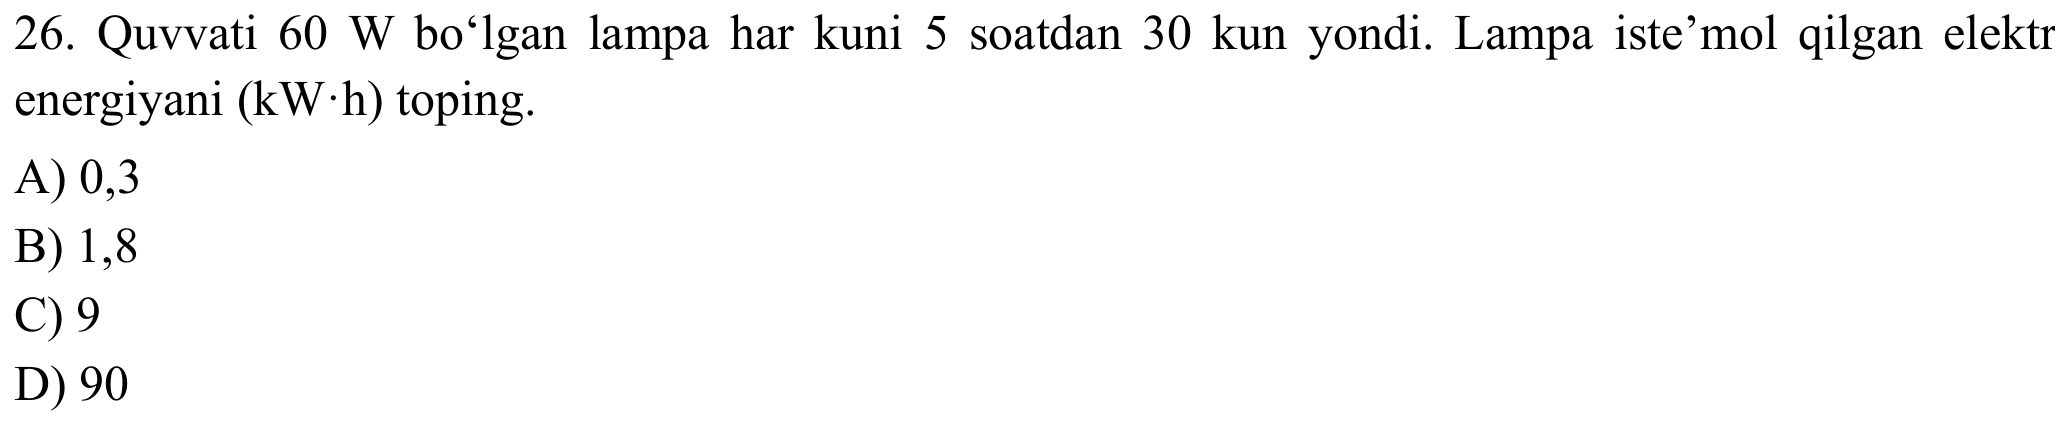 26. Quvvati 60 W bo‘lgan lampa har kuni 5 soatdan 30 kun yondi. Lampa iste’mol qilgan elektr
energiyani (kW·h) toping.
A) 0,3
B) 1,8
C) 9
D) 90